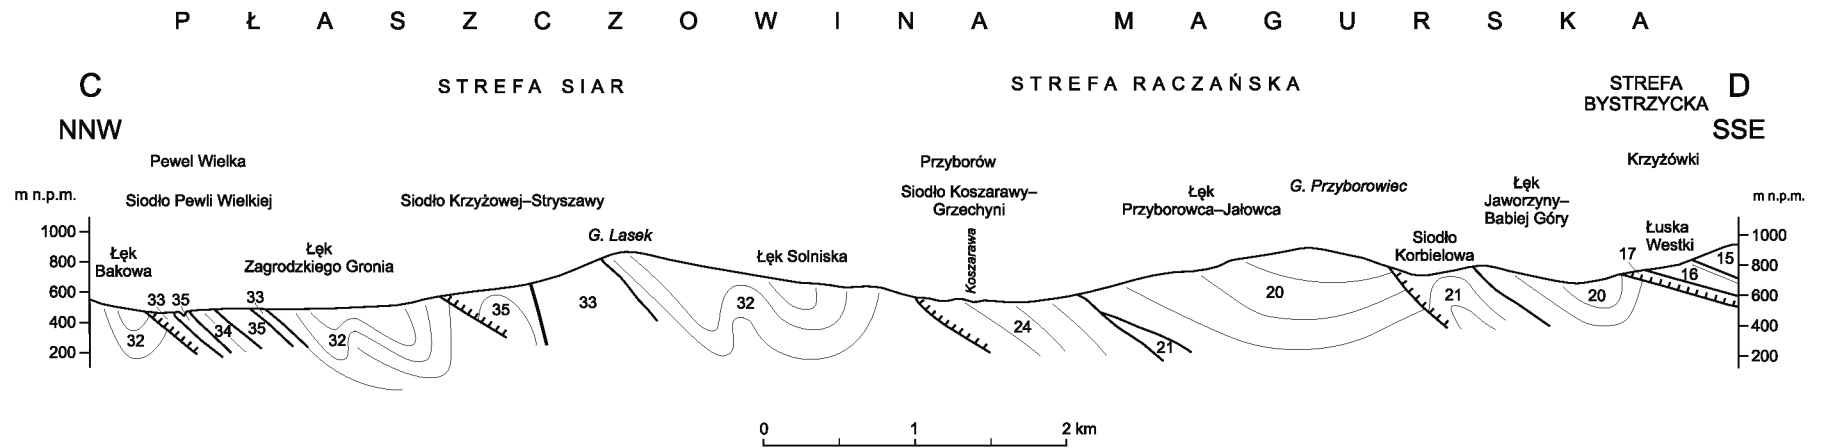 PŁASZCZOWINA MAGURSKA
C
STREFA SIAR
STREFA RACZAŃSKA
STREFA
BYSTRZYCKA
D
NNW
SSE
Pewel Wielka
Przyborów
Krzyżówki
m n.p.m.
Siodło Pewli Wielkiej
Siodło Krzyżowej–Stryszawy
Siodło Koszarawy–
Grzechyni
Łęk
Przyborowca–Jałowca
G. Przyborowiec
Łęk
Jaworzyny–
Babiej Góry
m n.p.m.
1000
800
600
400
200
Łęk
Bakowa
Łęk
Zagrodzkiego Gronia
G. Lasek
Łęk Solniska
Koszarawa
Siodło
Korbielowa
Łuska
Westki
1000
800
600
400
200
33 35 33
32 34 35 32 35 33 32 24 21 20 21 20 17 16 15
0 1 2 km